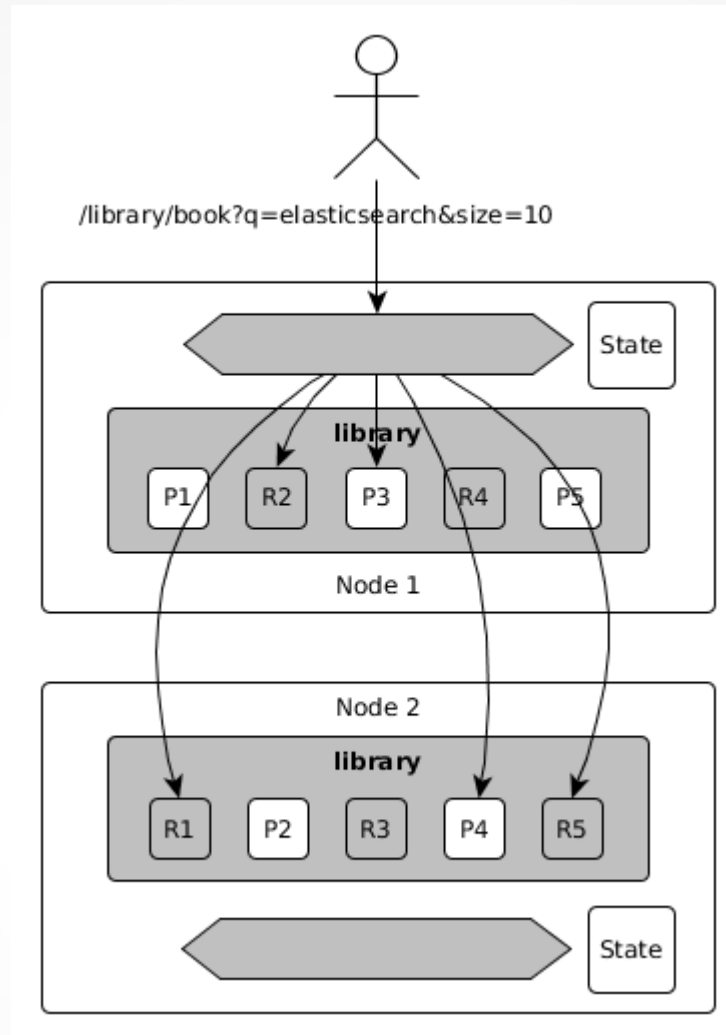 /library/book?q=elasticsearch&size=10
State
library
P1 R2 P3 R4 P5
Node 1
Node 2
library
R1 P2 R3 P4 R5
State